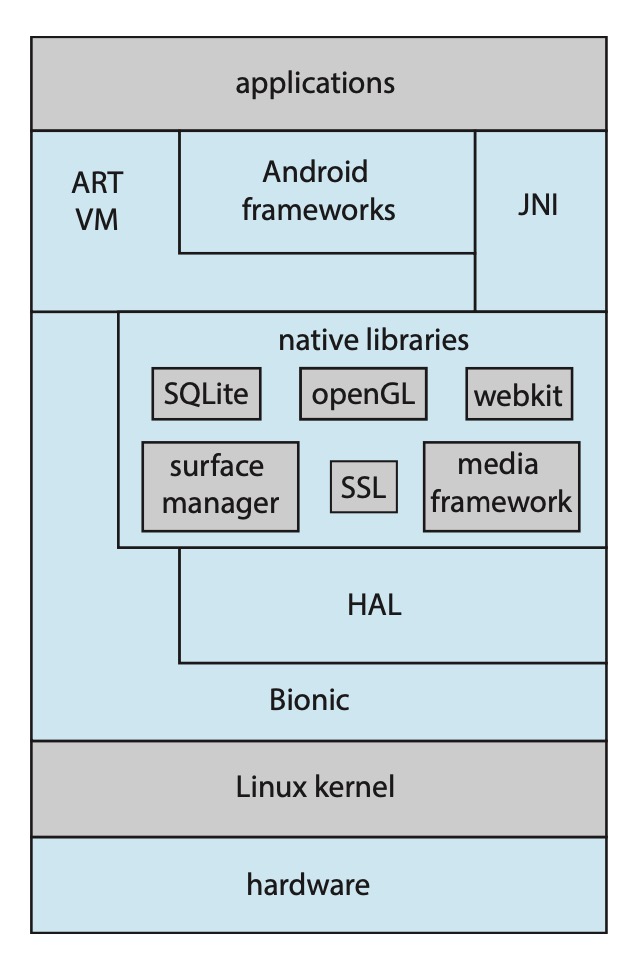 applications
ART
VM
Android
frameworks
JNI
native libraries
SQLite
openGL
webkit
surface
manager
SSL
media
framework
HAL
Bionic
Linux kernel
hardware